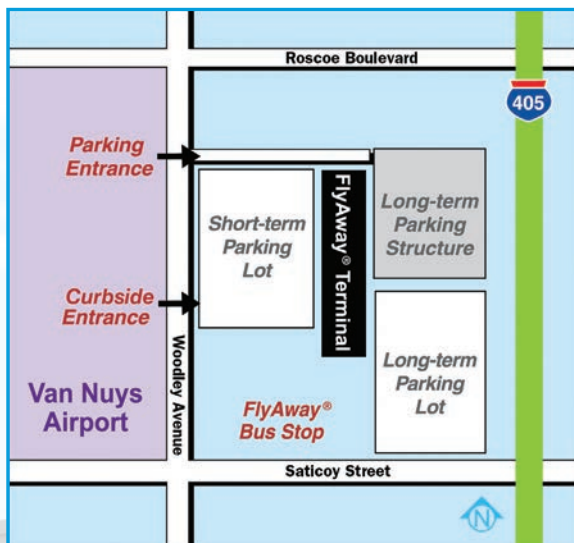 Roscoe Boulevard
405
Parking
Entrance
Short-term
Parking
Lot
FlyAway® Terminal
Long-term
Parking
Structure
Curbside
Entrance
Woodley Avenue
Long-term
Parking
Lot
Van Nuys
Airport
FlyAway®
Bus Stop
Saticoy Street
N